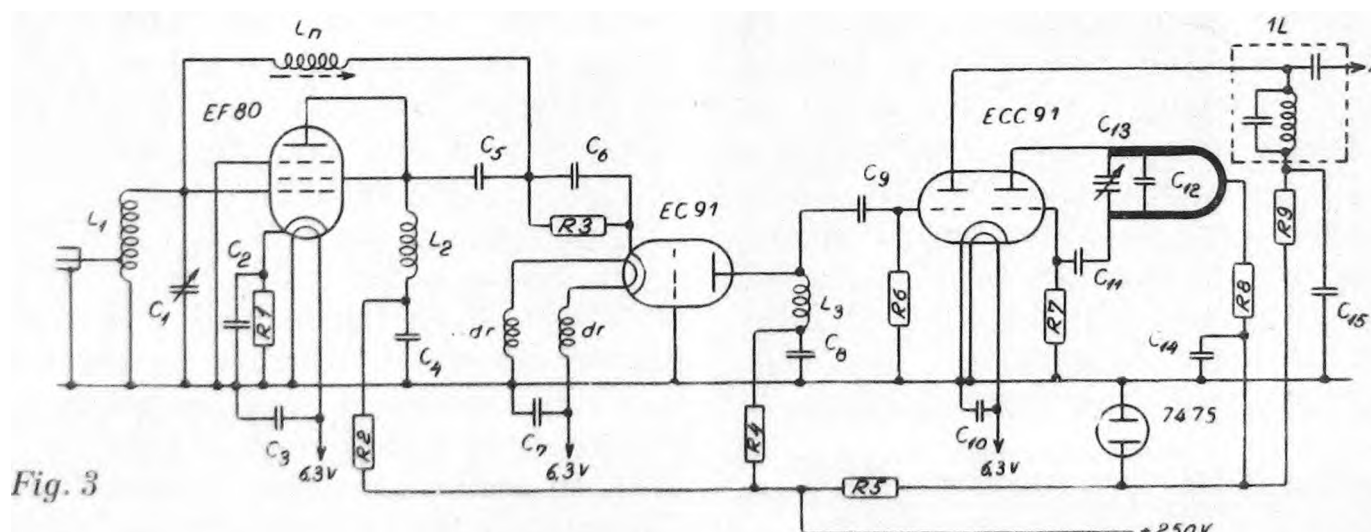 Ln
1L
EF80
ECC91
C13
C5
C6
C9
C12
EC91
L1
R3
L2
R9
C2
L3
C11
R6
R8
C1
R1
dr
dr
R7
C15
C4
C8
C14
7475
C3
R2
C7
R4
C10
6,3V
6,3V
6,3V
Fig. 3
R5
+250V